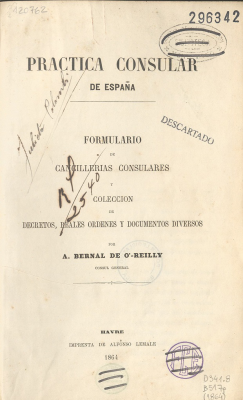 180762
296342
PRACTICA CONSULAR
DE ESPAÑA
FORMULARIO
DE
CANCILLERIAS CONSULARES
Y
COLECCION
DE
DECRETOS, REALES ORDENES Y DOCUMENTOS DIVERSOS
POR
A. BERNAL DE O'-REILLY
CONSUL GENERAL
DESCARTADO
HAVRE
IMPRENTA DE ALFONSO LEMALE
1864